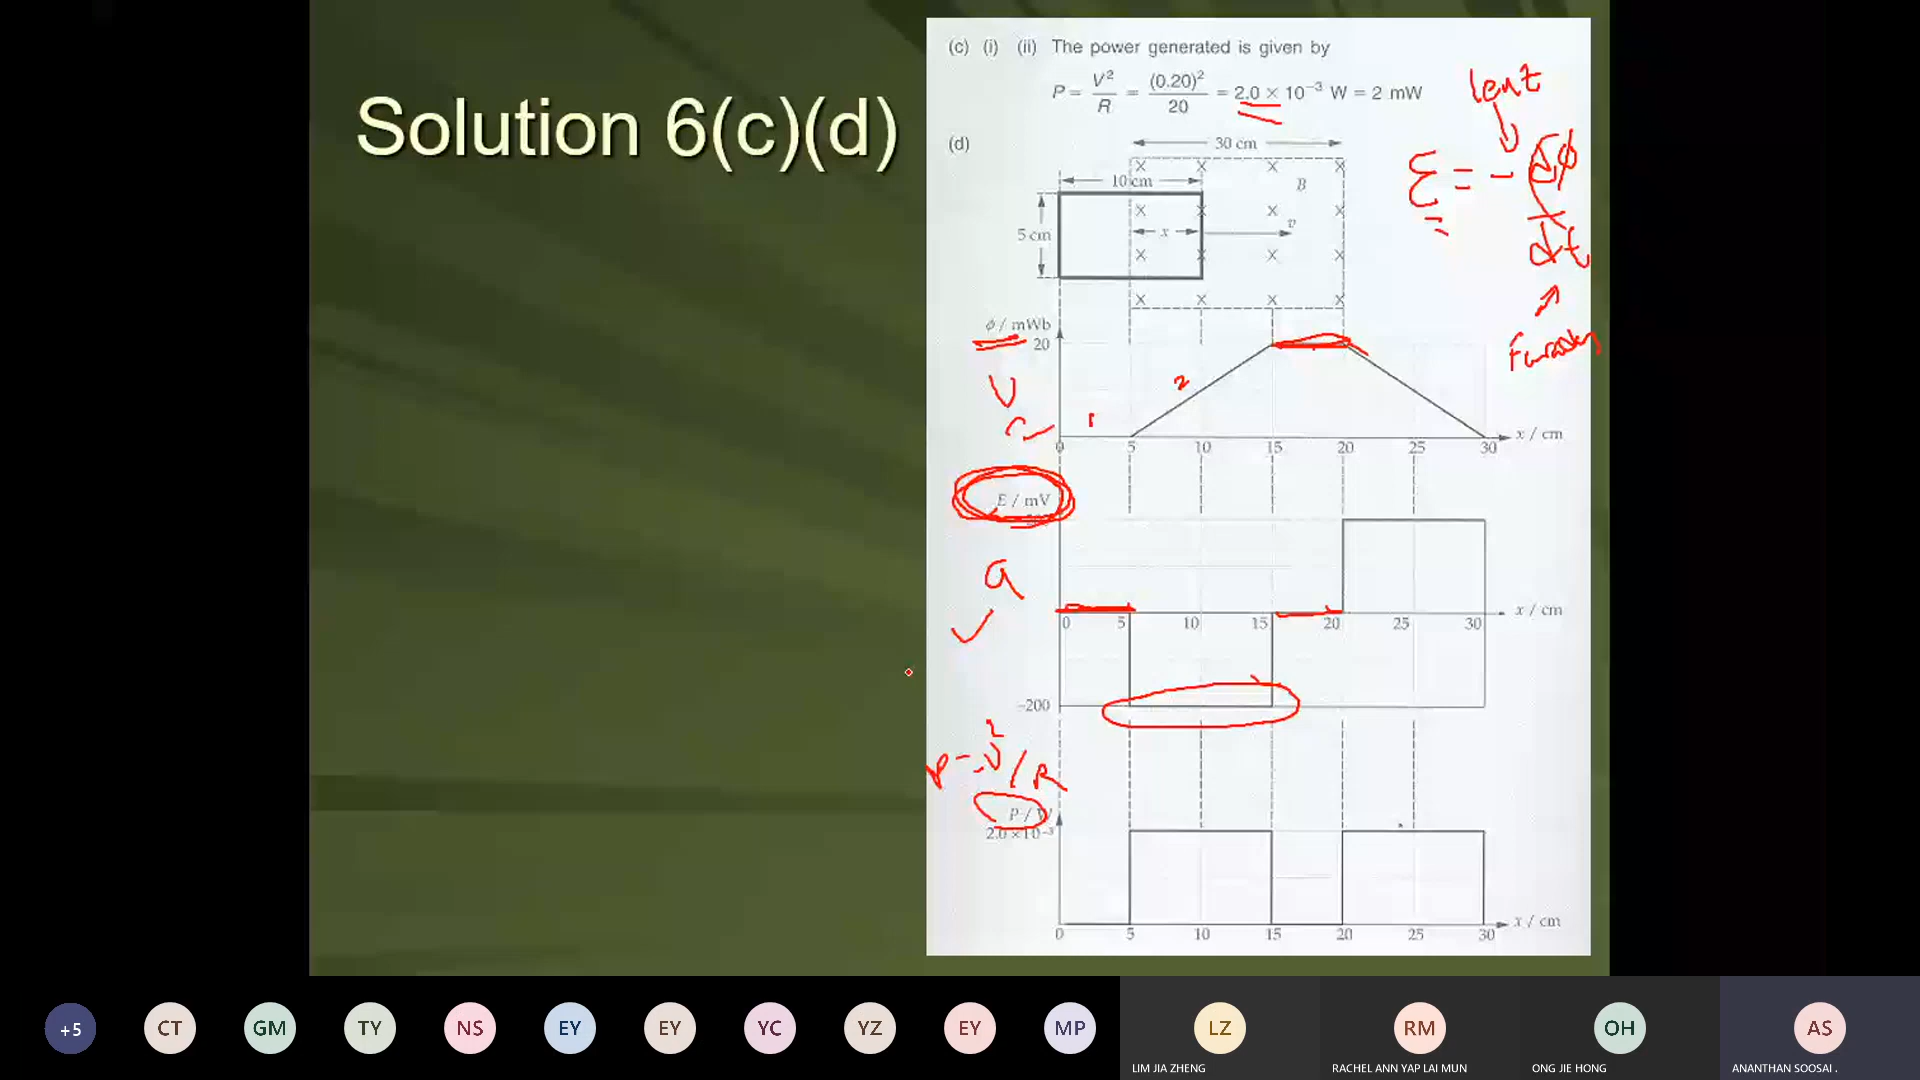 Solution 6(c)(d)
(c) (i) (ii) The power generated is given by
P = V²/R = (0.20)²/20 = 2.0 × 10⁻³ W = 2 mW
lenz
(d)
30 cm
10 cm
B
ε = - dφ/dt
5 cm
x
v
Faraday
φ / mWb
20
V
1
2
0 5 10 15 20 25 30 x / cm
E / mV
a
0 5 10 15 20 25 30 x / cm
-200
P = V²/R
P / W
2.0 ×10⁻³
0 5 10 15 20 25 30 x / cm
+5 CT GM TY NS EY EY YC YZ EY MP LZ RM OH AS
LIM JIA ZHENG RACHEL ANN YAP LAI MUN ONG JIE HONG ANANTHAN SOOSAI .